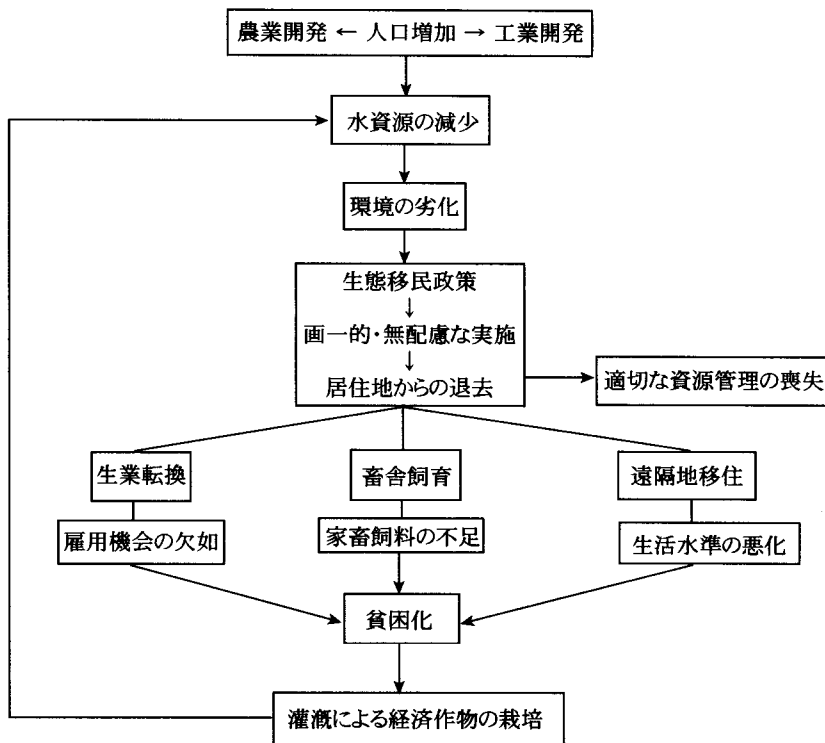 農業開発 ← 人口増加 → 工業開発
水資源の減少
環境の劣化
生態移民政策
↓
画一的・無配慮な実施
↓
居住地からの退去
適切な資源管理の喪失
生業転換
畜舎飼育
遠隔地移住
雇用機会の欠如
家畜飼料の不足
生活水準の悪化
貧困化
灌漑による経済作物の栽培